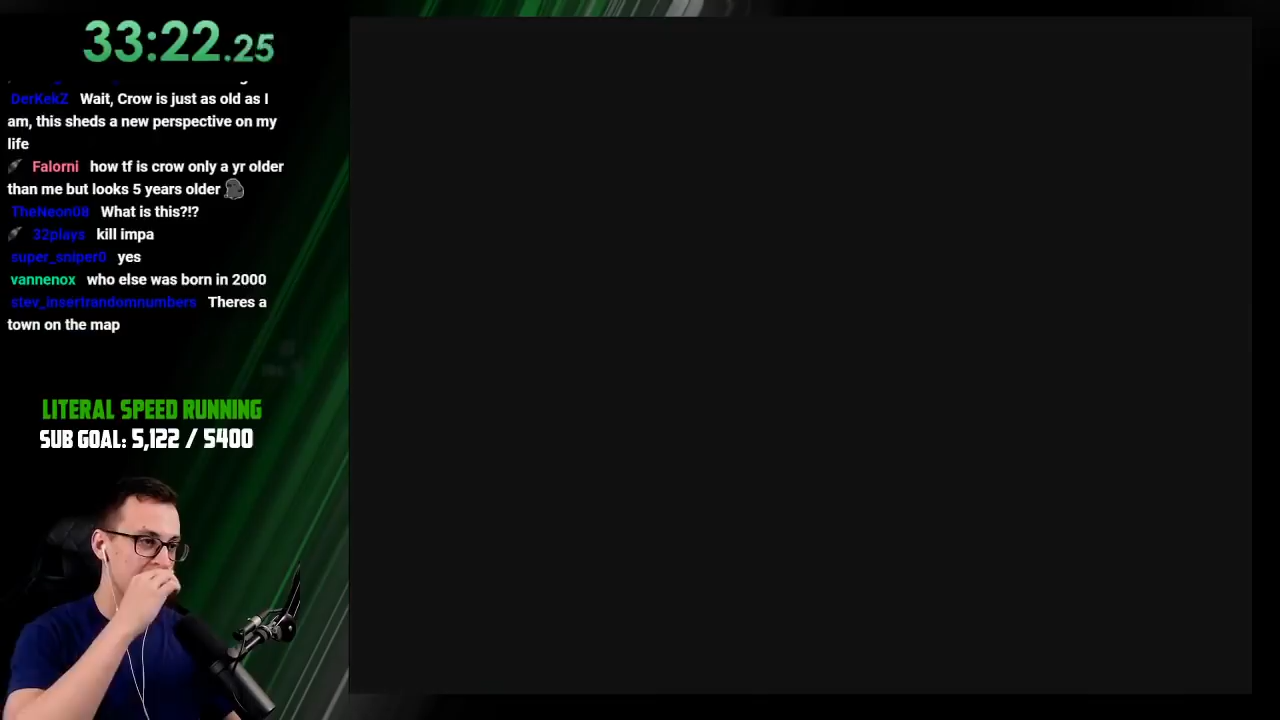 33:22.25
DerKekZ Wait, Crow is just as old as I
am, this sheds a new perspective on my
life
Falorni how tf is crow only a yr older
than me but looks 5 years older
TheNeon08 What is this?!?
32plays kill impa
super_sniper0 yes
vannenox who else was born in 2000
stev_insertrandomnumbers Theres a
town on the map
LITERAL SPEED RUNNING
SUB GOAL: 5,122 / 5400